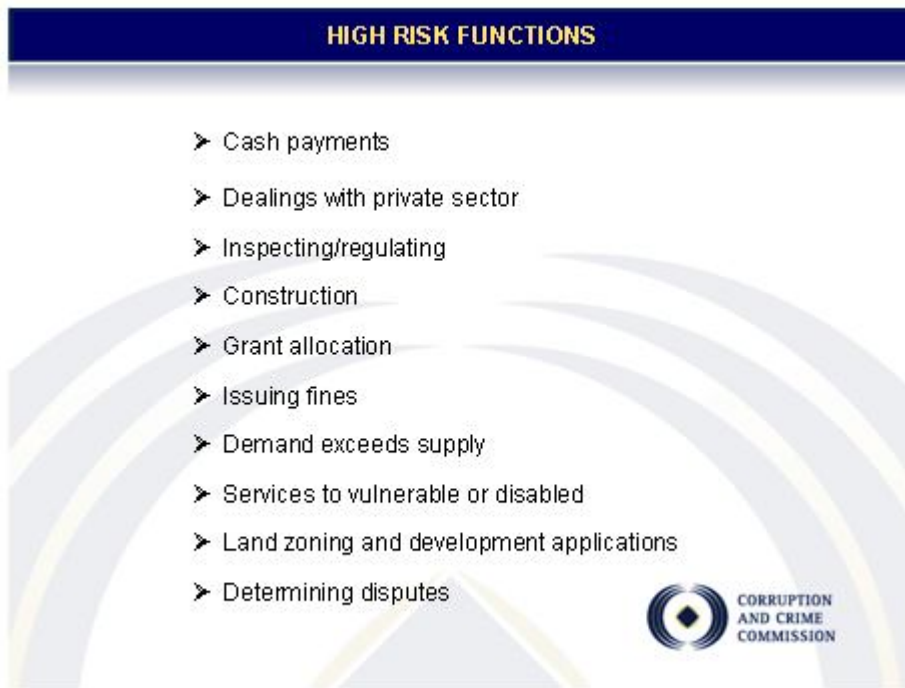 HIGH RISK FUNCTIONS
➢ Cash payments
➢ Dealings with private sector
➢ Inspecting/regulating
➢ Construction
➢ Grant allocation
➢ Issuing fines
➢ Demand exceeds supply
➢ Services to vulnerable or disabled
➢ Land zoning and development applications
➢ Determining disputes
CORRUPTION
AND CRIME
COMMISSION